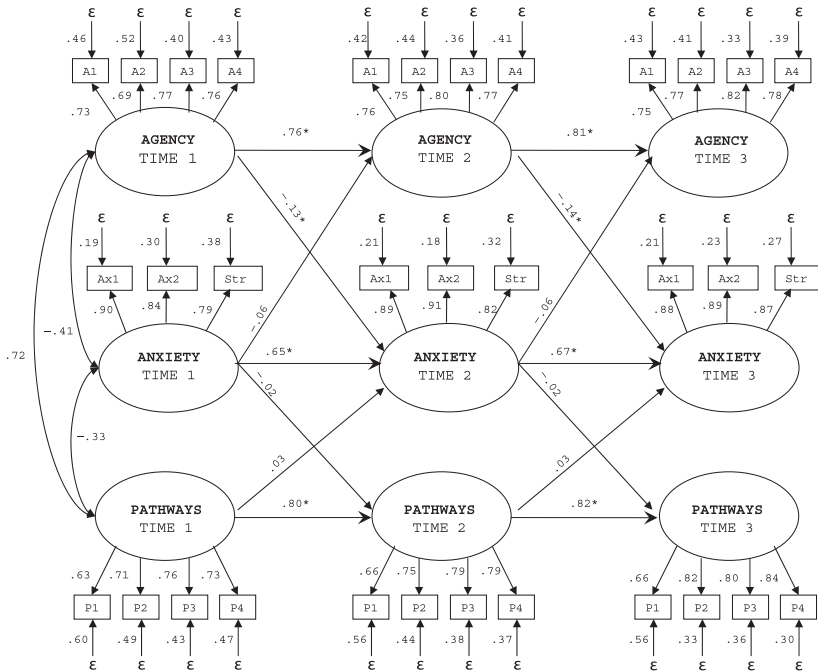 ε ε ε ε ε ε ε ε ε ε ε ε
.46 .52 .40 .43 .42 .44 .36 .41 .43 .41 .33 .39
A1 A2 A3 A4 A1 A2 A3 A4 A1 A2 A3 A4
.73 .69 .77 .76 .76 .75 .80 .77 .75 .77 .82 .78
AGENCY AGENCY AGENCY
TIME 1 .76* TIME 2 .81* TIME 3
−.13* −.14*
ε ε ε ε ε ε ε ε ε
.19 .30 .38 .21 .18 .32 .21 .23 .27
Ax1 Ax2 Str Ax1 Ax2 Str Ax1 Ax2 Str
.90 .84 .79 .89 .91 .82 .88 .89 .87
−.06 −.06
.72 −.41
ANXIETY .65* ANXIETY .67* ANXIETY
TIME 1 TIME 2 TIME 3
−.02 −.02
−.33
.03 .03
PATHWAYS .80* PATHWAYS .82* PATHWAYS
TIME 1 TIME 2 TIME 3
.63 .71 .76 .73 .66 .75 .79 .79 .66 .82 .80 .84
P1 P2 P3 P4 P1 P2 P3 P4 P1 P2 P3 P4
.60 .49 .43 .47 .56 .44 .38 .37 .56 .33 .36 .30
ε ε ε ε ε ε ε ε ε ε ε ε